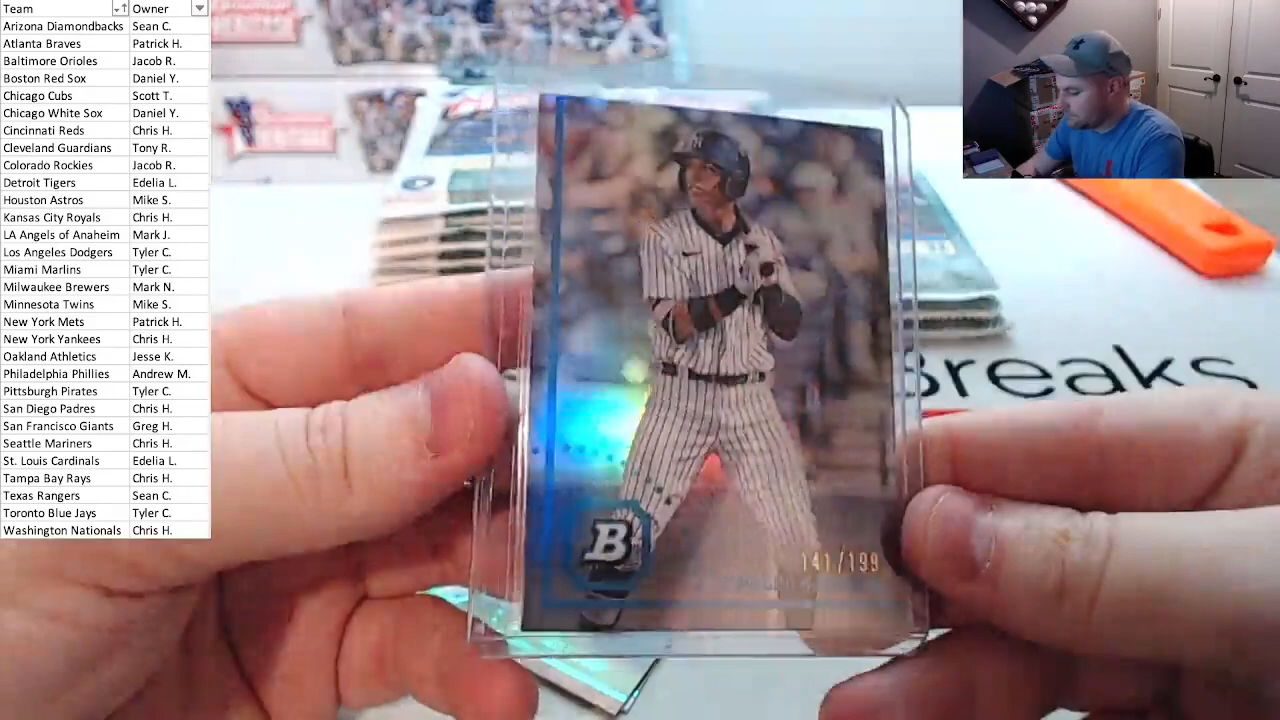 Team Owner
Arizona Diamondbacks Sean C.
Atlanta Braves Patrick H.
Baltimore Orioles Jacob R.
Boston Red Sox Daniel Y.
Chicago Cubs Scott T.
Chicago White Sox Daniel Y.
Cincinnati Reds Chris H.
Cleveland Guardians Tony R.
Colorado Rockies Jacob R.
Detroit Tigers Edelia L.
Houston Astros Mike S.
Kansas City Royals Chris H.
LA Angels of Anaheim Mark J.
Los Angeles Dodgers Tyler C.
Miami Marlins Tyler C.
Milwaukee Brewers Mark N.
Minnesota Twins Mike S.
New York Mets Patrick H.
New York Yankees Chris H.
Oakland Athletics Jesse K.
Philadelphia Phillies Andrew M.
Pittsburgh Pirates Tyler C.
San Diego Padres Chris H.
San Francisco Giants Greg H.
Seattle Mariners Chris H.
St. Louis Cardinals Edelia L.
Tampa Bay Rays Chris H.
Texas Rangers Sean C.
Toronto Blue Jays Tyler C.
Washington Nationals Chris H.
B
141/199
Breaks